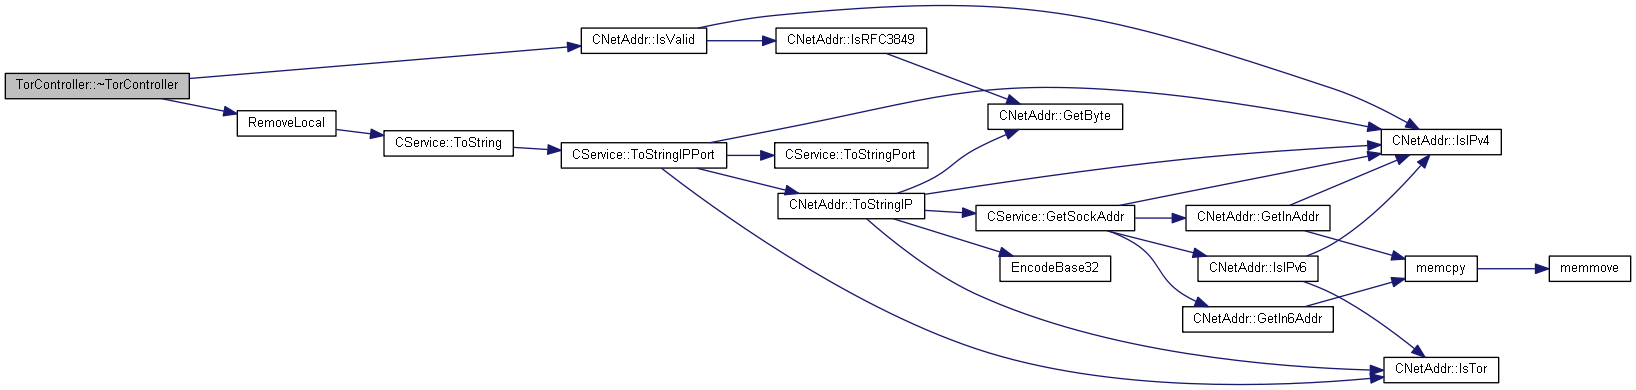 TorController::~TorController
CNetAddr::IsValid
RemoveLocal
CService::ToString
CService::ToStringIPPort
CNetAddr::IsRFC3849
CService::ToStringPort
CNetAddr::ToStringIP
CNetAddr::GetByte
CService::GetSockAddr
EncodeBase32
CNetAddr::GetInAddr
CNetAddr::IsIPv6
CNetAddr::GetIn6Addr
CNetAddr::IsIPv4
memcpy
CNetAddr::IsTor
memmove